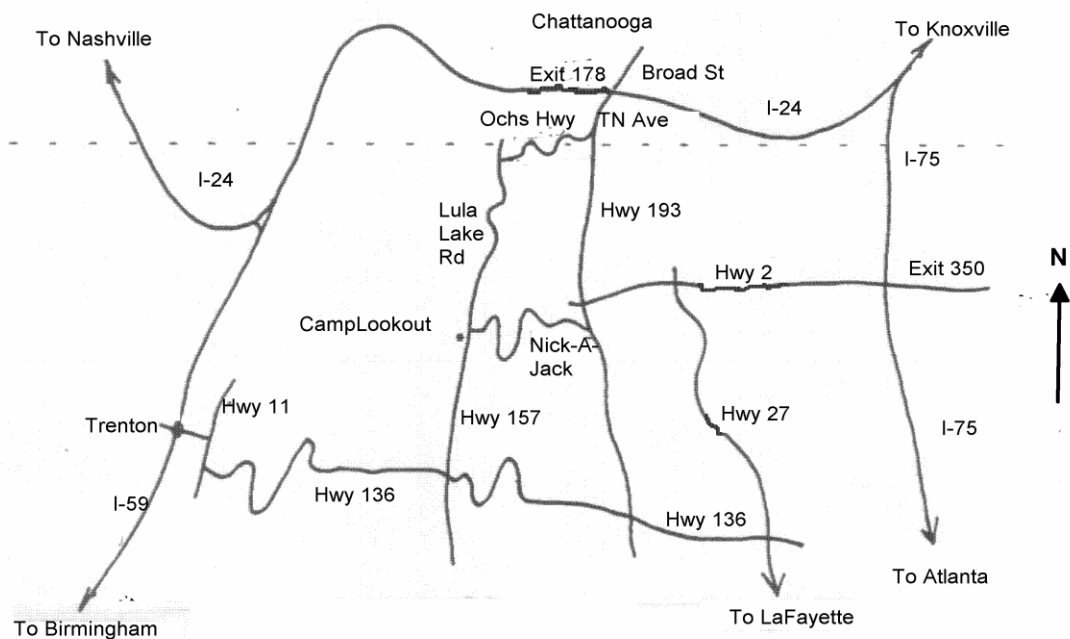 Chattanooga
To Nashville
To Knoxville
Exit 178
Broad St
I-24
Ochs Hwy
TN Ave
I-75
I-24
Lula
Lake
Rd
Hwy 193
N
Hwy 2
Exit 350
CampLookout
Nick-A-
Jack
Hwy 11
Trenton
Hwy 157
Hwy 27
I-75
Hwy 136
I-59
Hwy 136
To Atlanta
To LaFayette
To Birmingham